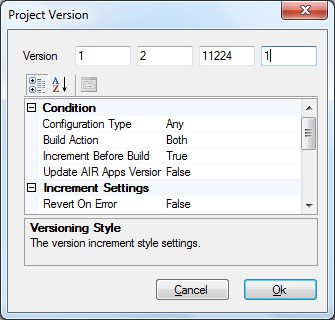 Project Version
Version 1 2 11224 1
Condition
Configuration Type Any
Build Action Both
Increment Before Build True
Update AIR Apps Version False
Increment Settings
Revert On Error False
Versioning Style
The version increment style settings.
Cancel Ok